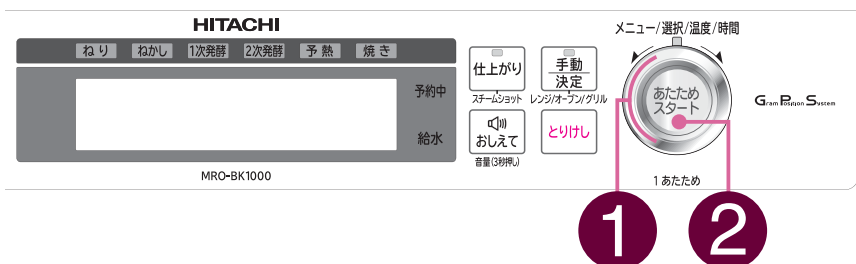 HITACHI
ねり ねかし 1次発酵 2次発酵 予熱 焼き
予約中
給水
MRO-BK1000
仕上がり
スチームショット
手動
決定
レンジ/オーブン/グリル
おしえて
音量(3秒押し)
とりけし
メニュー/選択/温度/時間
あたため
スタート
1 あたため
Gram Position System
1
2